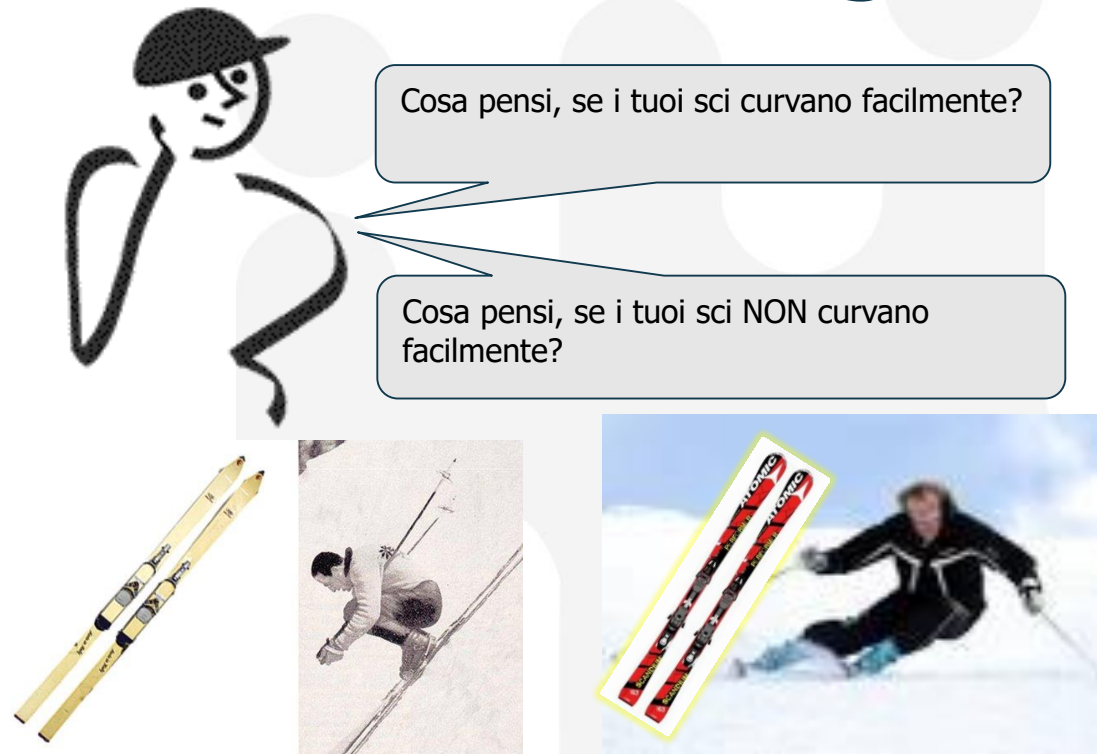 Cosa pensi, se i tuoi sci curvano facilmente?
Cosa pensi, se i tuoi sci NON curvano
facilmente?
ATOMIC
ATOMIC